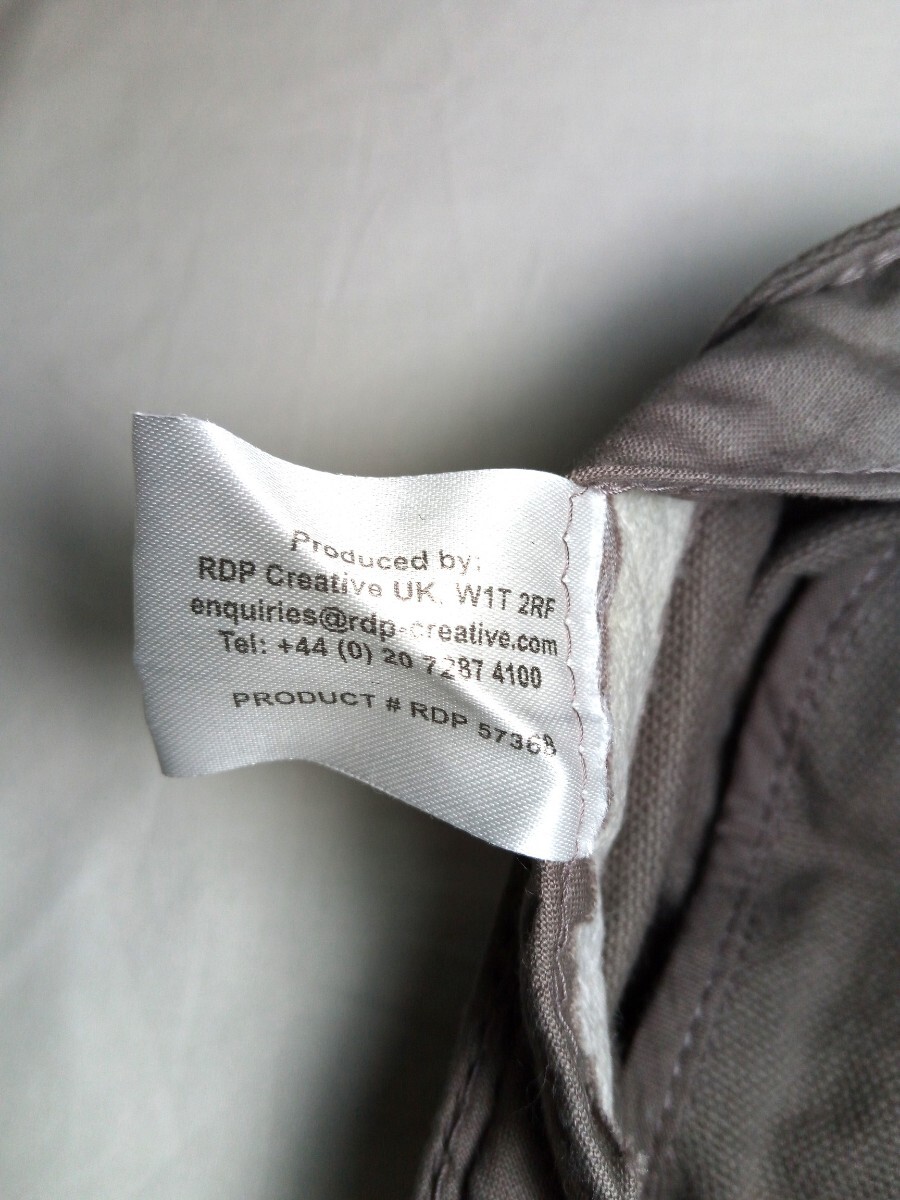 Produced by:
RDP Creative UK, W1T 2RF
enquiries@rdp-creative.com
Tel: +44 (0) 20 7287 4100
PRODUCT # RDP 57368